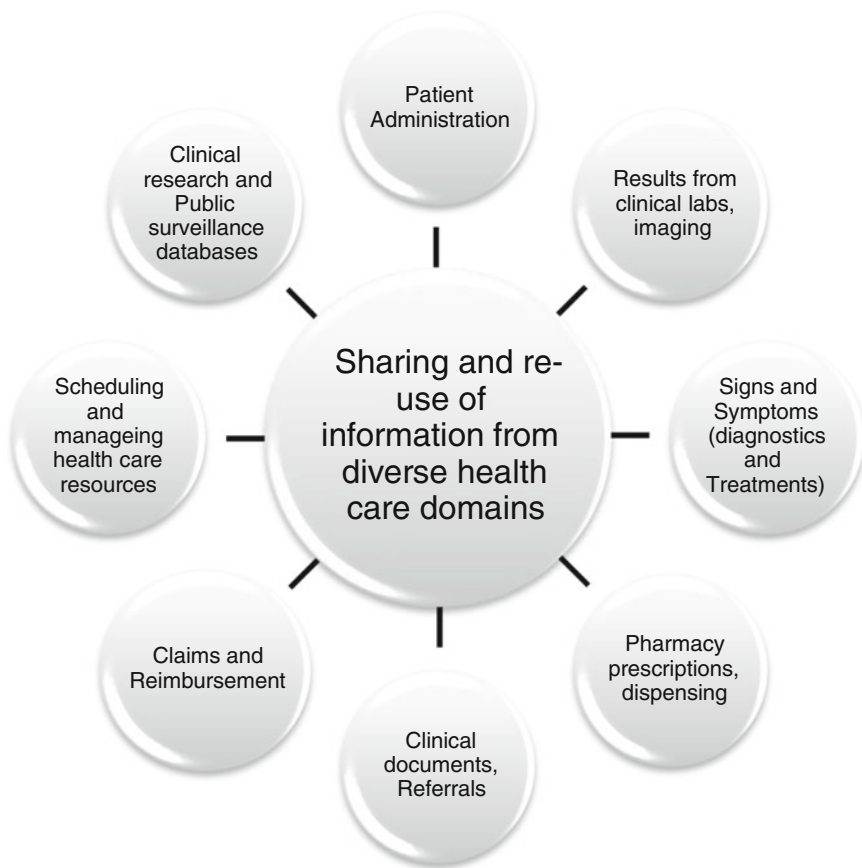 Patient
Administration
Results from
clinical labs,
imaging
Signs and
Symptoms
(diagnostics
and
Treatments)
Pharmacy
prescriptions,
dispensing
Clinical
documents,
Referrals
Claims and
Reimbursement
Scheduling
and
manageing
health care
resources
Clinical
research and
Public
surveillance
databases
Sharing and re-
use of
information from
diverse health
care domains